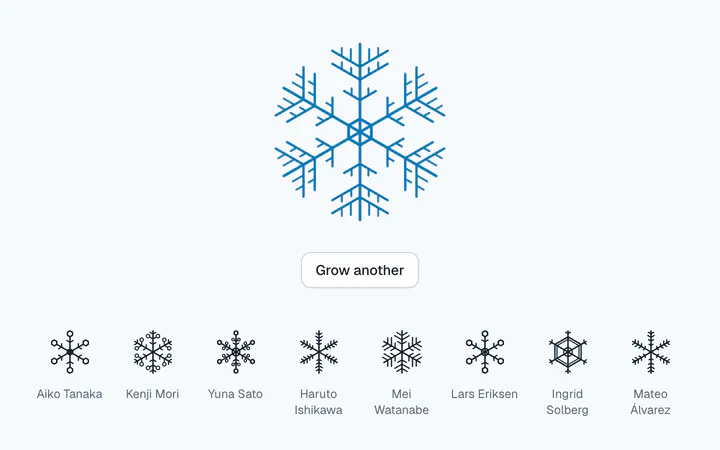 Grow another
Aiko Tanaka
Kenji Mori
Yuna Sato
Haruto
Ishikawa
Mei
Watanabe
Lars Eriksen
Ingrid
Solberg
Mateo
Álvarez